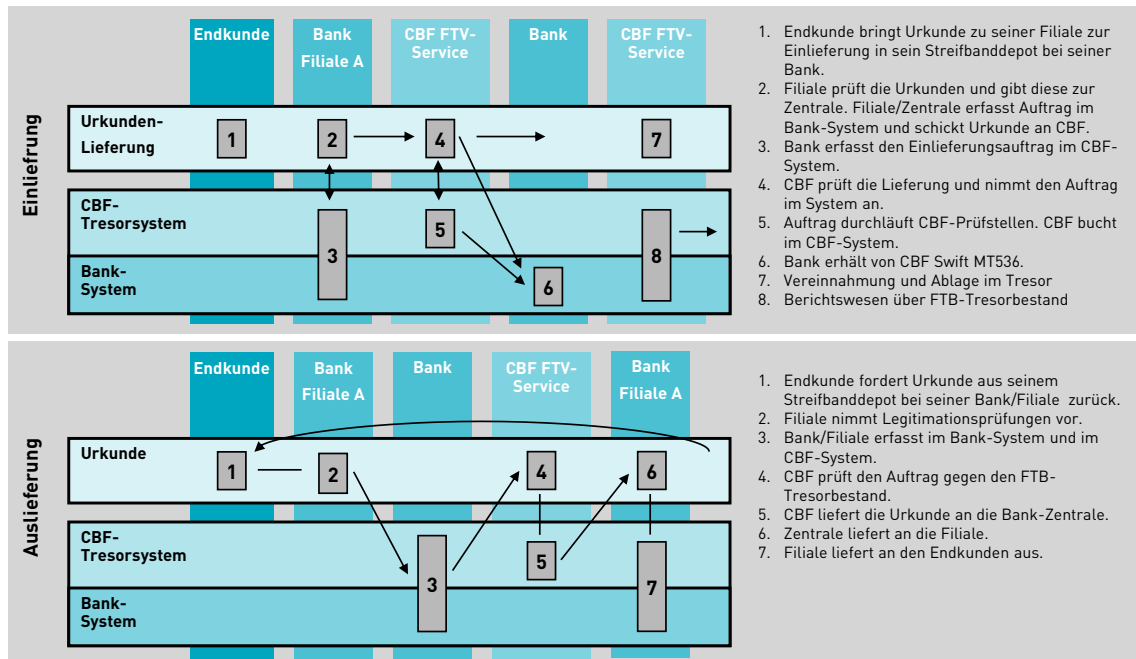 Einliefrung
Endkunde
Bank
Filiale A
CBF FTV-
Service
Bank
CBF FTV-
Service
Urkunden-
Lieferung
1
2
4
7
CBF-
Tresorsystem
3
5
8
Bank-
System
6
1. Endkunde bringt Urkunde zu seiner Filiale zur
Einlieferung in sein Streifbanddepot bei seiner
Bank.
2. Filiale prüft die Urkunden und gibt diese zur
Zentrale. Filiale/Zentrale erfasst Auftrag im
Bank-System und schickt Urkunde an CBF.
3. Bank erfasst den Einlieferungsauftrag im CBF-
System.
4. CBF prüft die Lieferung und nimmt den Auftrag
im System an.
5. Auftrag durchläuft CBF-Prüfstellen. CBF bucht
im CBF-System.
6. Bank erhält von CBF Swift MT536.
7. Vereinnahmung und Ablage im Tresor
8. Berichtswesen über FTB-Tresorbestand
Auslieferung
Endkunde
Bank
Filiale A
Bank
CBF FTV-
Service
Bank
Filiale A
Urkunde
1
2
4
6
CBF-
Tresorsystem
3
5
7
Bank-
System
1. Endkunde fordert Urkunde aus seinem
Streifbanddepot bei seiner Bank/Filiale zurück.
2. Filiale nimmt Legitimationsprüfungen vor.
3. Bank/Filiale erfasst im Bank-System und im
CBF-System.
4. CBF prüft den Auftrag gegen den FTB-
Tresorbestand.
5. CBF liefert die Urkunde an die Bank-Zentrale.
6. Zentrale liefert an die Filiale.
7. Filiale liefert an den Endkunden aus.